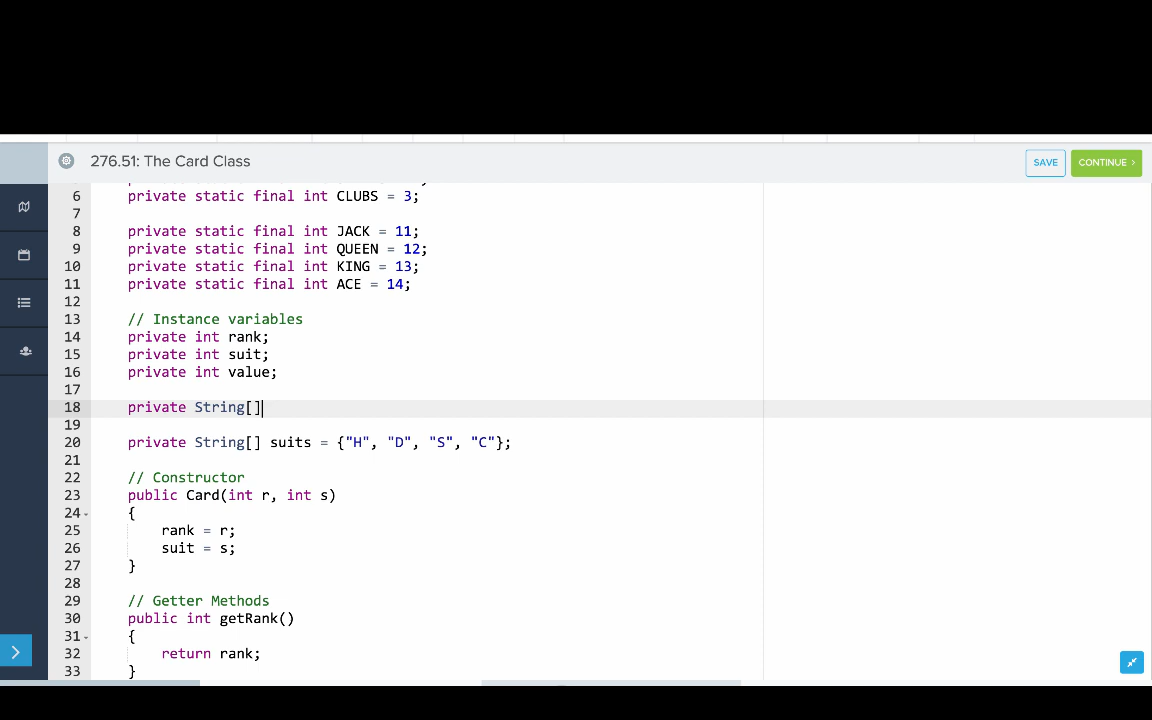 276.51: The Card Class
SAVE
CONTINUE >
6 private static final int CLUBS = 3;
7
8 private static final int JACK = 11;
9 private static final int QUEEN = 12;
10 private static final int KING = 13;
11 private static final int ACE = 14;
12
13 // Instance variables
14 private int rank;
15 private int suit;
16 private int value;
17
18 private String[]
19
20 private String[] suits = {"H", "D", "S", "C"};
21
22 // Constructor
23 public Card(int r, int s)
24 {
25 rank = r;
26 suit = s;
27 }
28
29 // Getter Methods
30 public int getRank()
31 {
32 return rank;
33 }